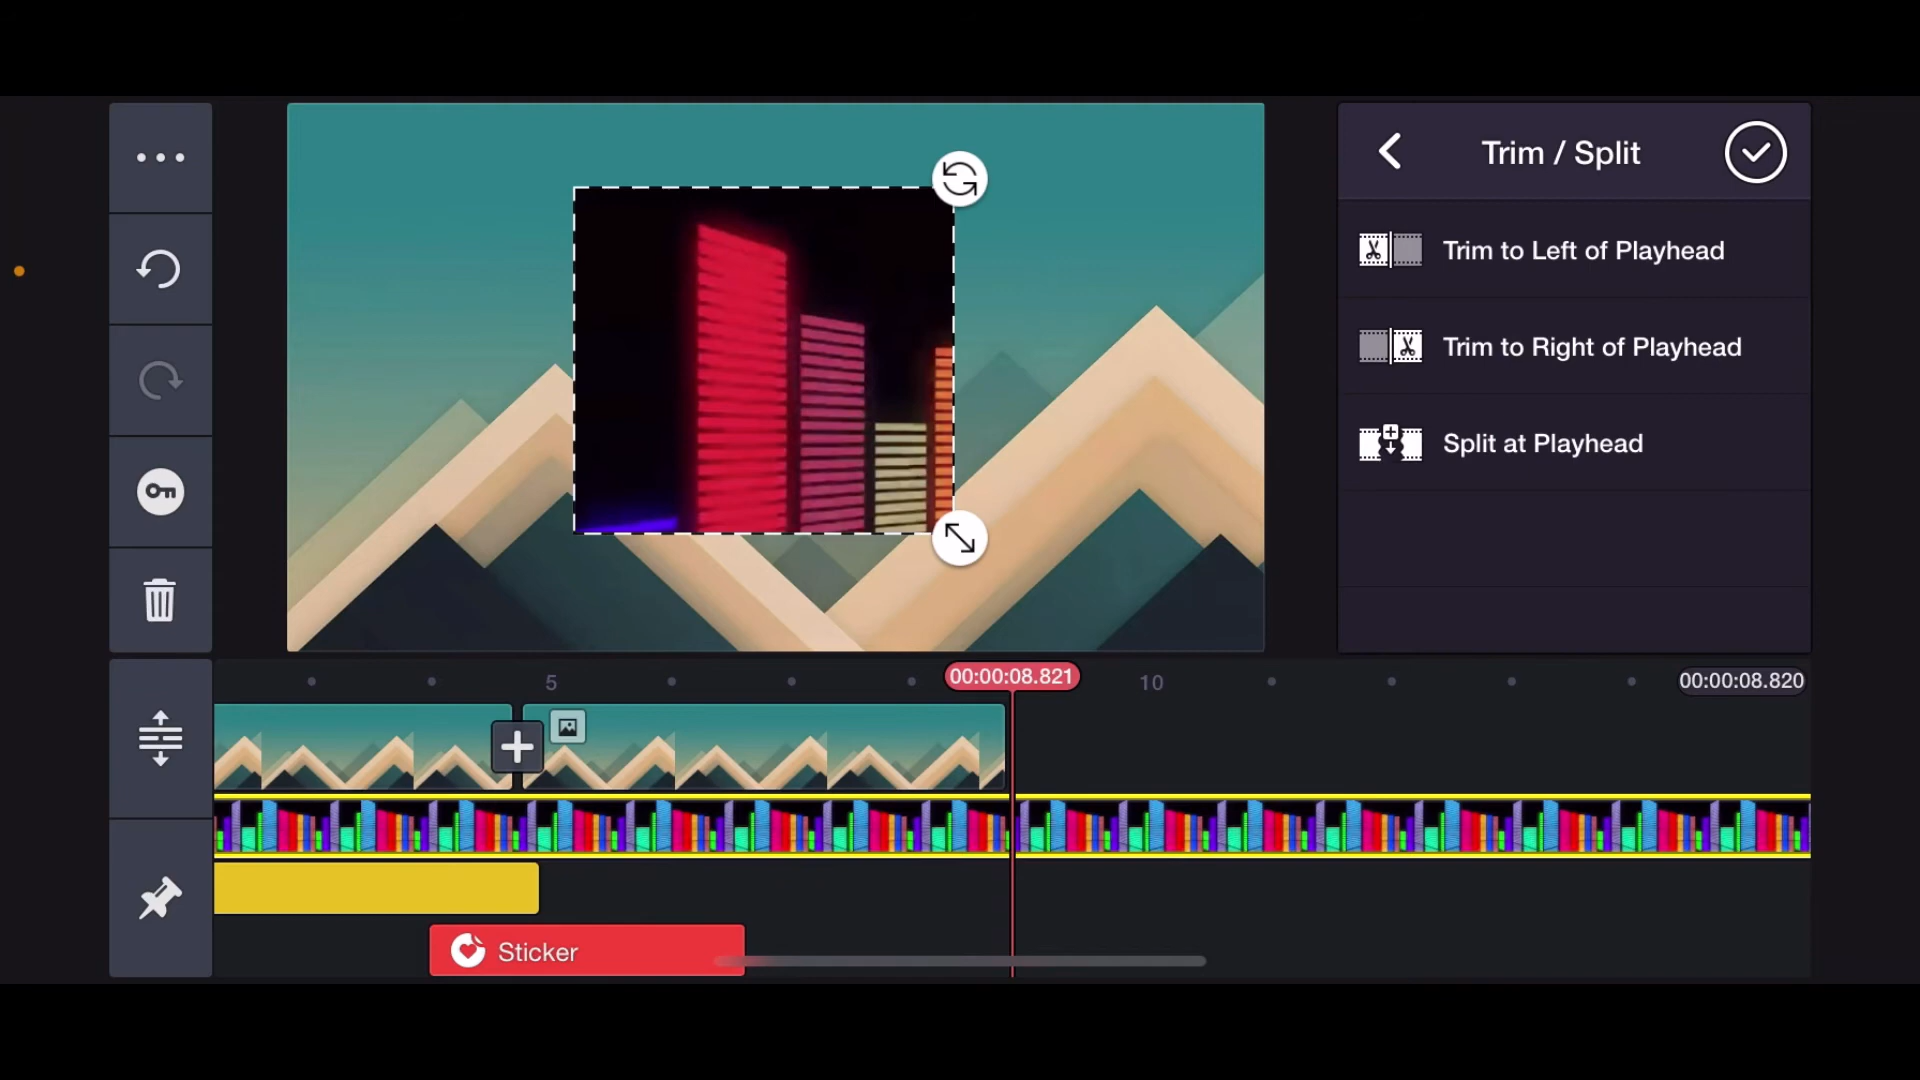 Trim / Split
Trim to Left of Playhead
Trim to Right of Playhead
Split at Playhead
5
00:00:08.821
10
00:00:08.820
Sticker